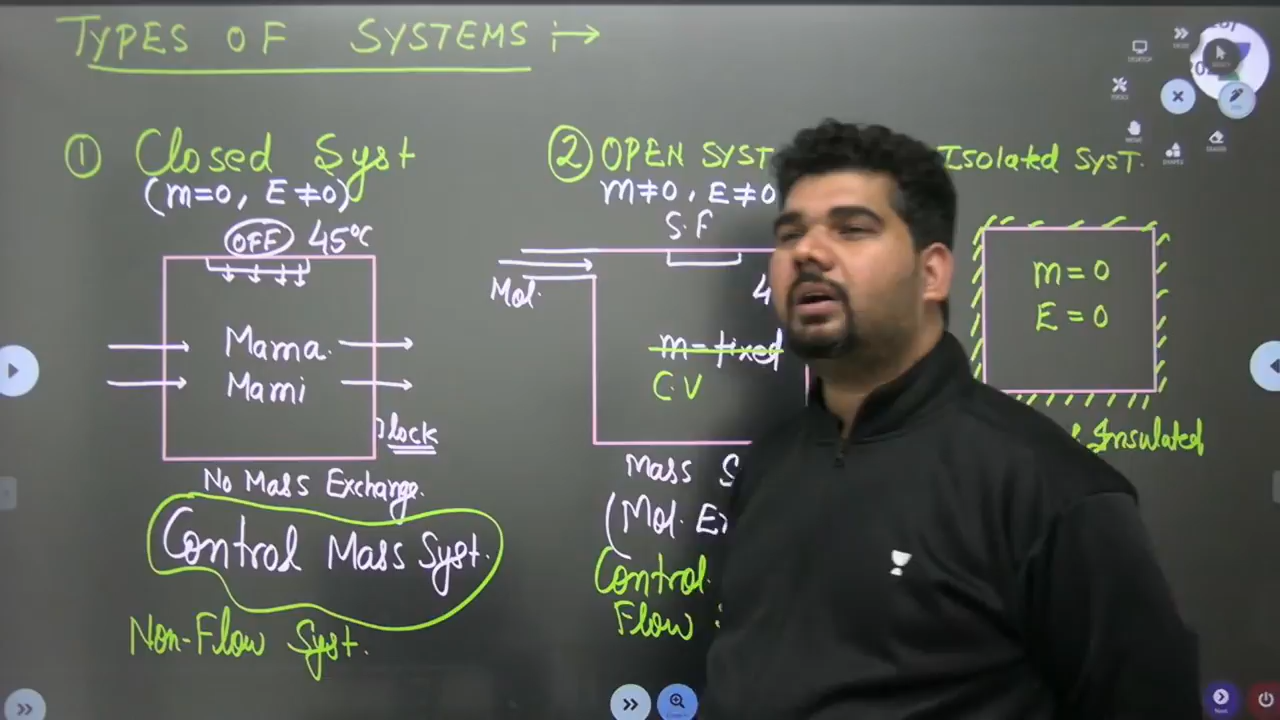 TYPES OF SYSTEMS :→
① Closed Syst
(m=0, E≠0)
OFF 45°C
Mama
Mami
lock
No Mass Exchange.
Control Mass Syst.
Non-Flow Syst.
② OPEN SYST
m≠0, E≠0
S.F
Mol.
4
m=fixed
C.V
Mass S
(Mol. Ex
Control
Flow
Isolated Syst.
m=0
E=0
Insulated